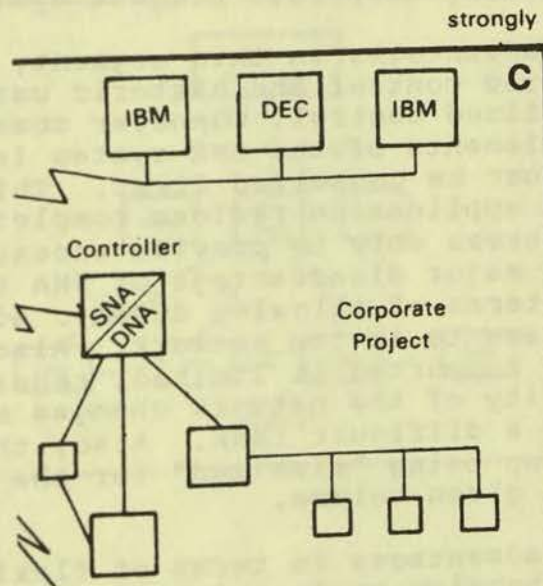 strongly
C
IBM DEC IBM
Controller
SNA
DNA
Corporate
Project